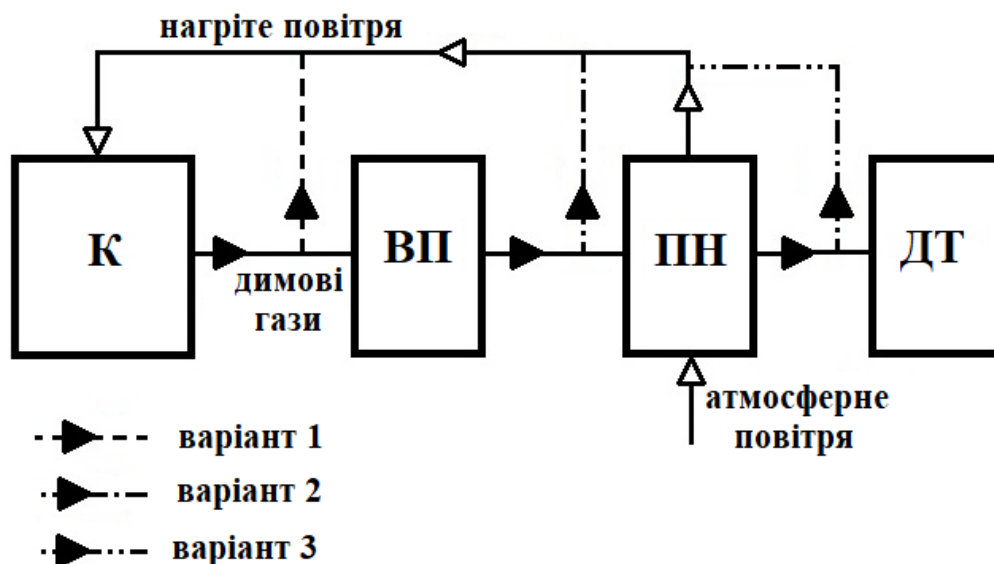 нагріте повітря
К
ВП
ПН
ДТ
димові
гази
атмосферне
повітря
варіант 1
варіант 2
варіант 3